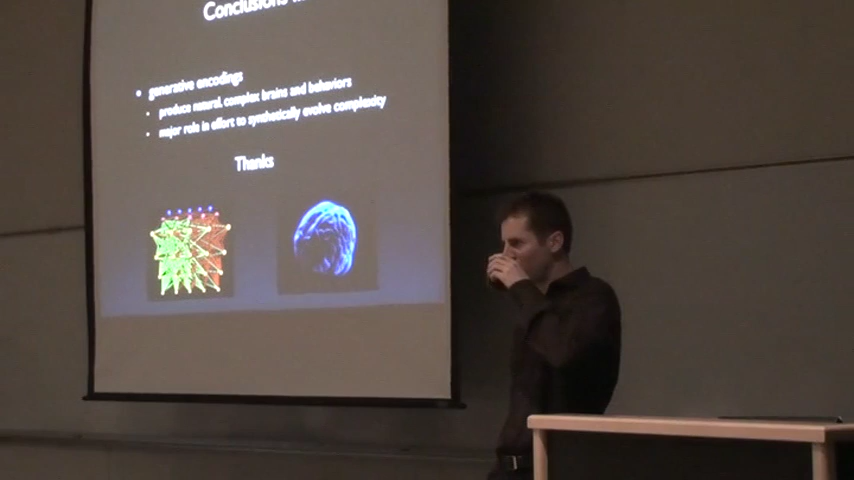 Conclusions
• generative encodings
• produce natural, complex brains and behaviors
• major role in effort to synthetically evolve complexity
Thanks